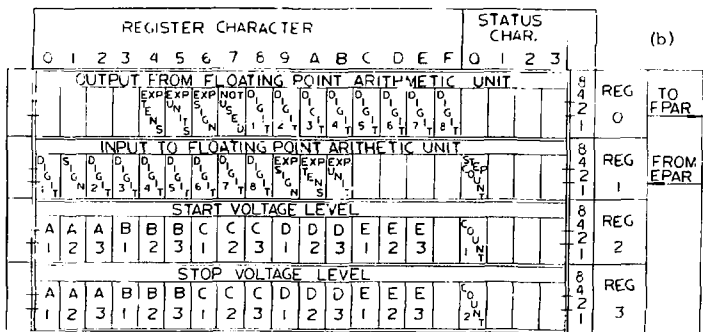 REGISTER CHARACTER STATUS CHAR. (b)
0 1 2 3 4 5 6 7 8 9 A B C D E F 0 1 2 3
OUTPUT FROM FLOATING POINT ARITHMETIC UNIT
EXP TENS EXP UNITS EXP SIGN NOT USED DIGIT 1 DIGIT 2 DIGIT 3 DIGIT 4 DIGIT 5 DIGIT 6 DIGIT 7 DIGIT 8
8 4 2 1 REG 0 TO FPAR
INPUT TO FLOATING POINT ARITHETIC UNIT
DIGIT 1 SIGN DIGIT 2 DIGIT 3 DIGIT 4 DIGIT 5 DIGIT 6 DIGIT 7 DIGIT 8 EXP SIGN EXP TENS EXP UNIT STEP COUNT
8 4 2 1 REG 1 FROM EPAR
START VOLTAGE LEVEL
A A A B B B C C C D D D E E E
1 2 3 1 2 3 1 2 3 1 2 3 1 2 3 COUNT 1
8 4 2 1 REG 2
STOP VOLTAGE LEVEL
A A A B B B C C C D D D E E E
1 2 3 1 2 3 1 2 3 1 2 3 1 2 3 COUNT 2
8 4 2 1 REG 3